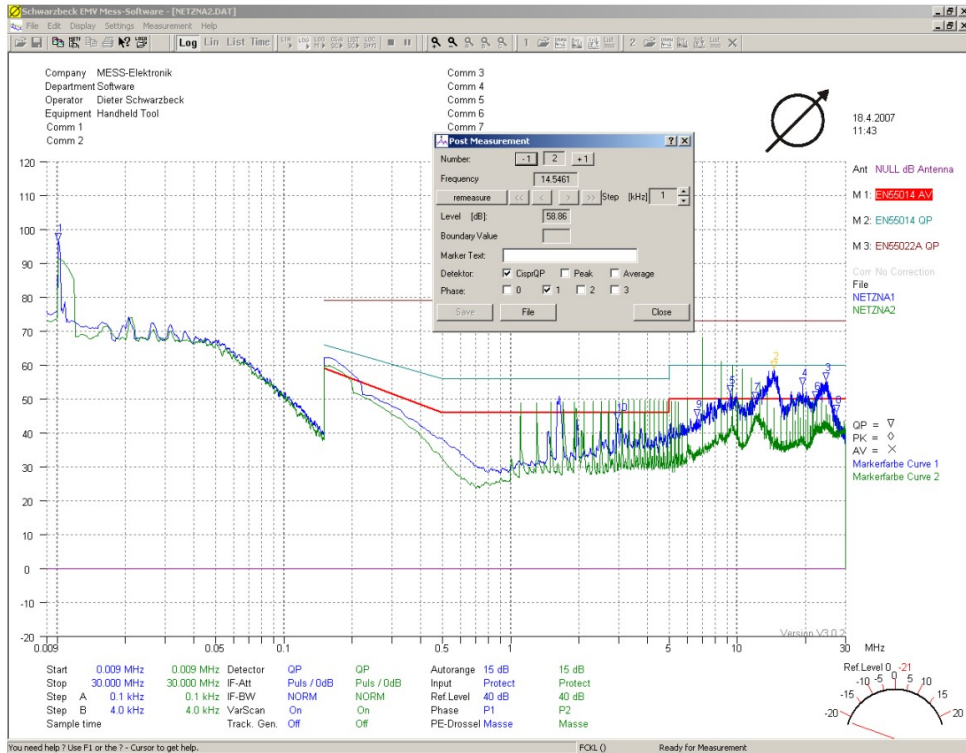 Schwarzbeck EMV Mess-Software - [NETZNA2.DAT]
File Edit Display Settings Measurement Help
Log Lin List Time 1 2
Company MESS-Elektronik
Department Software
Operator Dieter Schwarzbeck
Equipment Handheld Tool
Comm 1
Comm 2
Comm 3
Comm 4
Comm 5
Comm 6
Comm 7
18.4.2007
11:43
Post Measurement
Number: -1 2 +1
Frequency 14.5461
remeasure << < > >> Step [kHz] 1
Level [dB]: 58.86
Boundary Value
Marker Text:
Detektor: CisprQP Peak Average
Phase: 0 1 2 3
Save File Close
Ant NULL dB Antenna
M 1: EN55014 AV
M 2: EN55014 QP
M 3: EN55022A QP
Corr No Correction
File
NETZNA1
NETZNA2
QP = ▽
PK = ◊
AV = ×
Markerfarbe Curve 1
Markerfarbe Curve 2
120
110
100
90
80
70
60
50
40
30
20
10
0
-10
-20
1
2
3
4
5
6
7
10
Version V3.0.2
0.009 0.05 0.1 0.5 1 5 10 30 MHz
Start 0.009 MHz 0.009 MHz Detector QP QP Autorange 15 dB 15 dB
Stop 30.000 MHz 30.000 MHz IF-Att Puls / 0dB Puls / 0dB Input Protect Protect
Step A 0.1 kHz 0.1 kHz IF-BW NORM NORM Ref.Level 40 dB 40 dB
Step B 4.0 kHz 4.0 kHz VarScan On On Phase P1 P2
Sample time Track. Gen. Off Off PE-Drossel Masse Masse
Ref.Level 0 -21
-20 -15 -10 -5 0 5 10 15 20
You need help ? Use F1 or the ? - Cursor to get help. FCKL () Ready for Measurement